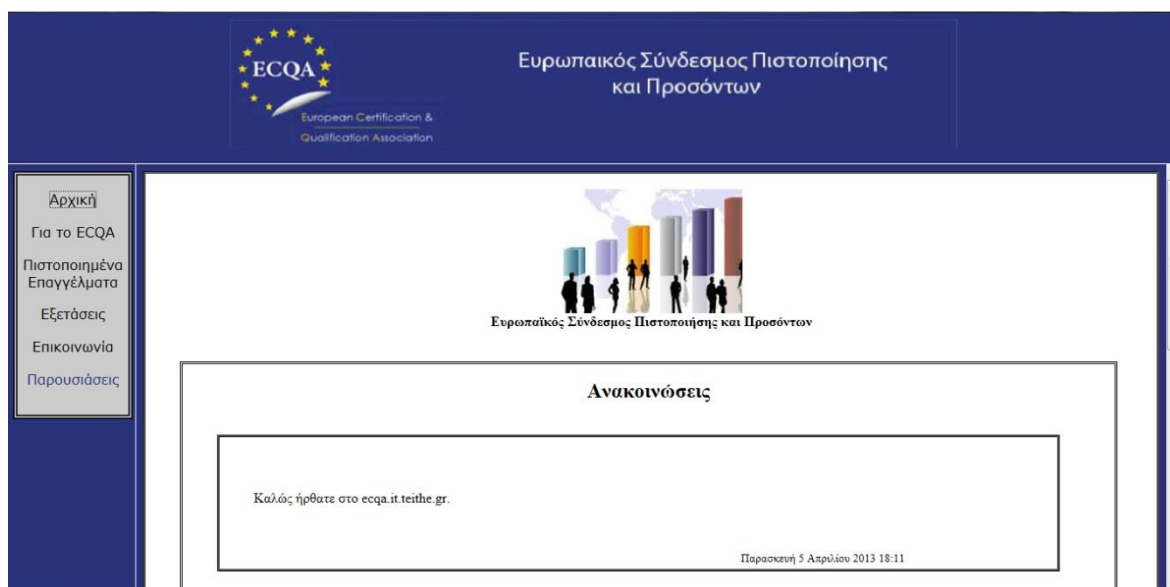 ECQA
European Certification &
Qualification Association
Ευρωπαικός Σύνδεσμος Πιστοποίησης
και Προσόντων
Αρχική
Για το ECQA
Πιστοποιημένα
Επαγγέλματα
Εξετάσεις
Επικοινωνία
Παρουσιάσεις
Ευρωπαϊκός Σύνδεσμος Πιστοποιήσης και Προσόντων
Ανακοινώσεις
Καλώς ήρθατε στο ecqa.it.teithe.gr.
Παρασκευή 5 Απριλίου 2013 18:11